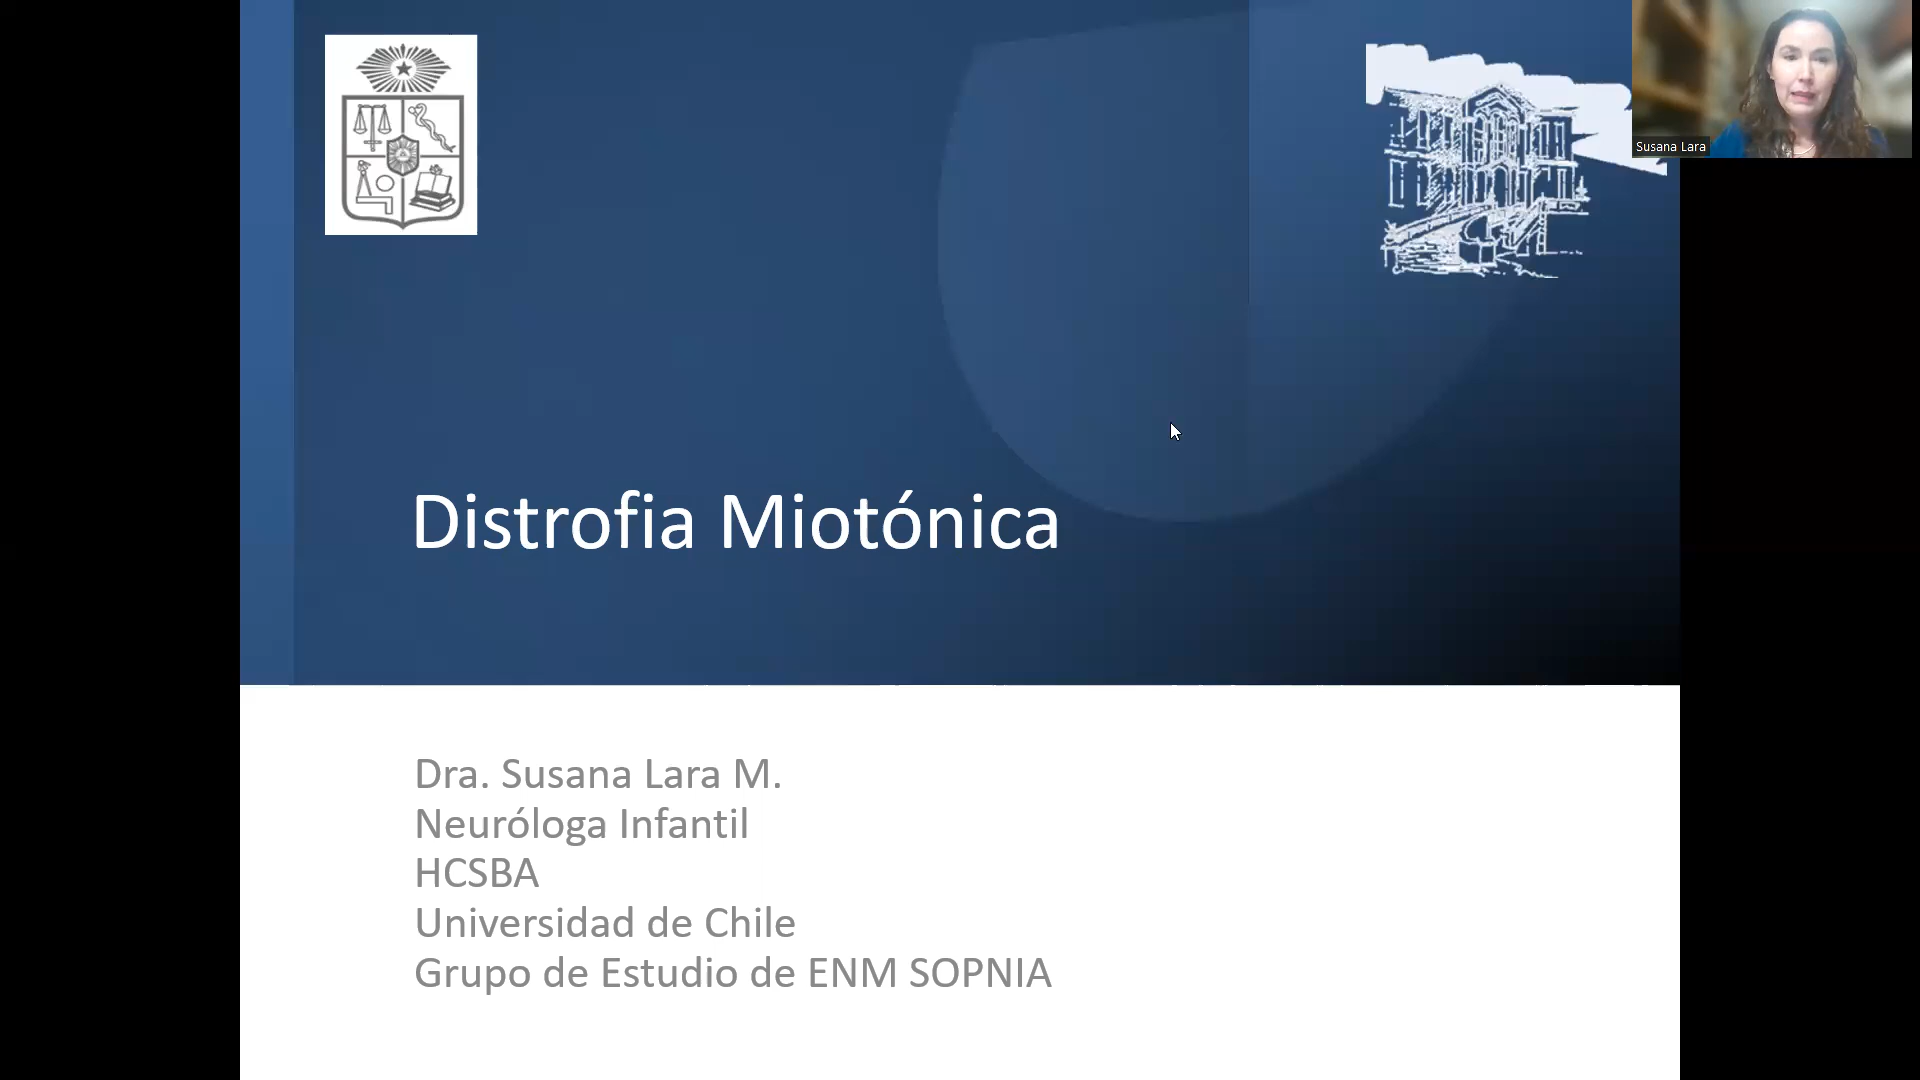 Susana Lara
Distrofia Miotónica
Dra. Susana Lara M.
Neuróloga Infantil
HCSBA
Universidad de Chile
Grupo de Estudio de ENM SOPNIA